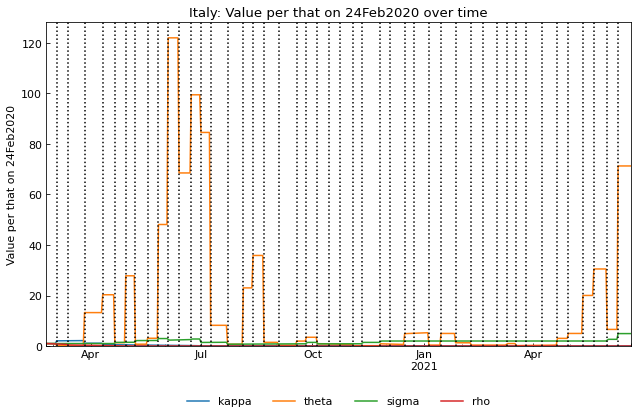 Italy: Value per that on 24Feb2020 over time
Value per that on 24Feb2020
120
100
80
60
40
20
0
Apr Jul Oct Jan Apr
2021
kappa theta sigma rho